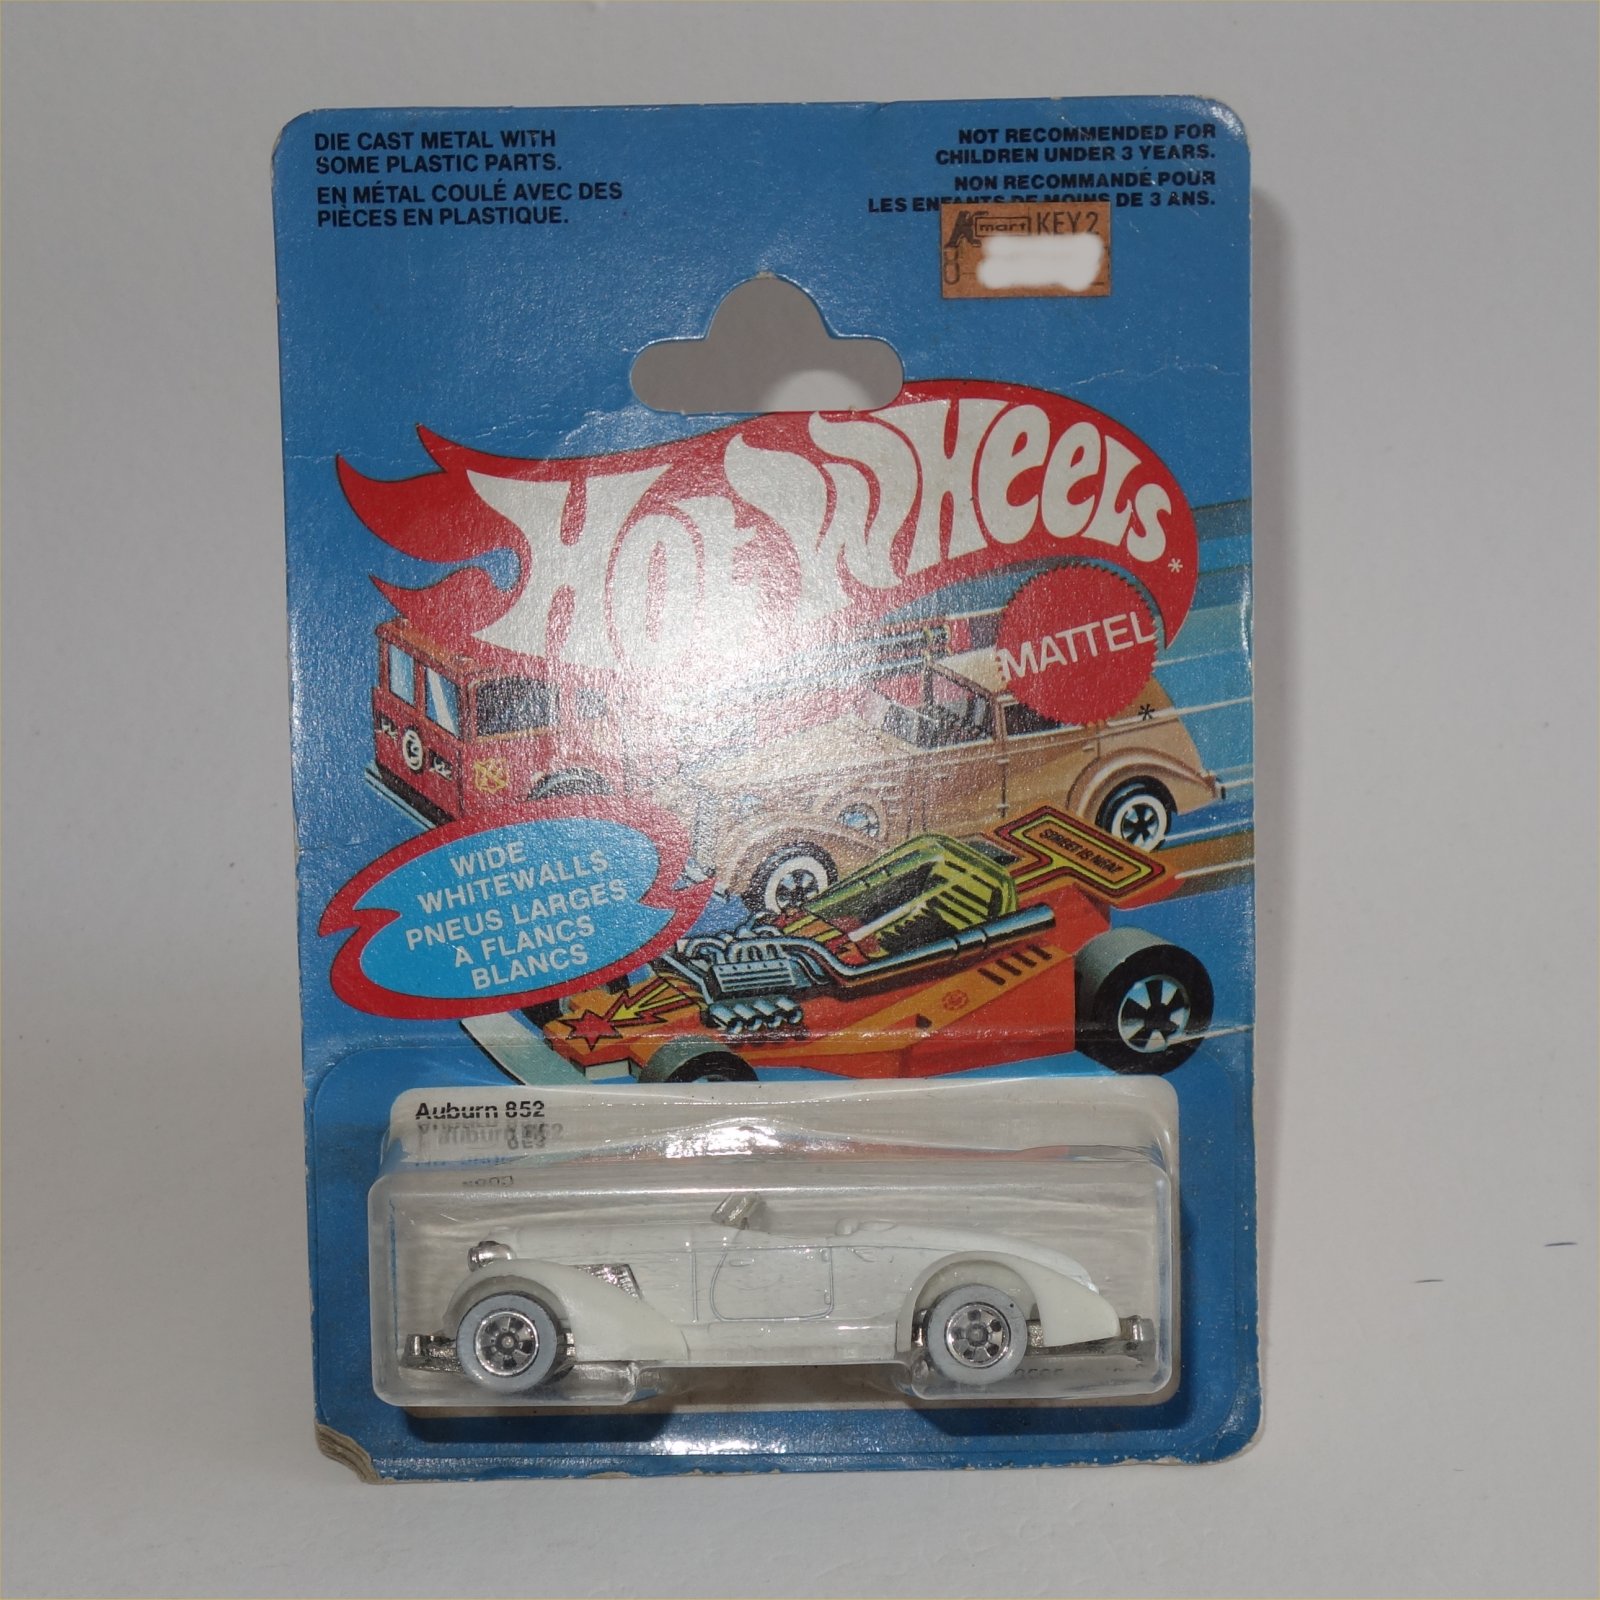 DIE CAST METAL WITH
SOME PLASTIC PARTS.
EN MÉTAL COULÉ AVEC DES
PIÈCES EN PLASTIQUE.
NOT RECOMMENDED FOR
CHILDREN UNDER 3 YEARS.
NON RECOMMANDÉ POUR
LES ENFANTS DE MOINS DE 3 ANS.
Kmart KEY 2
HOT WHEELS*
MATTEL
*
WIDE
WHITEWALLS
PNEUS LARGES
À FLANCS
BLANCS
Auburn 852